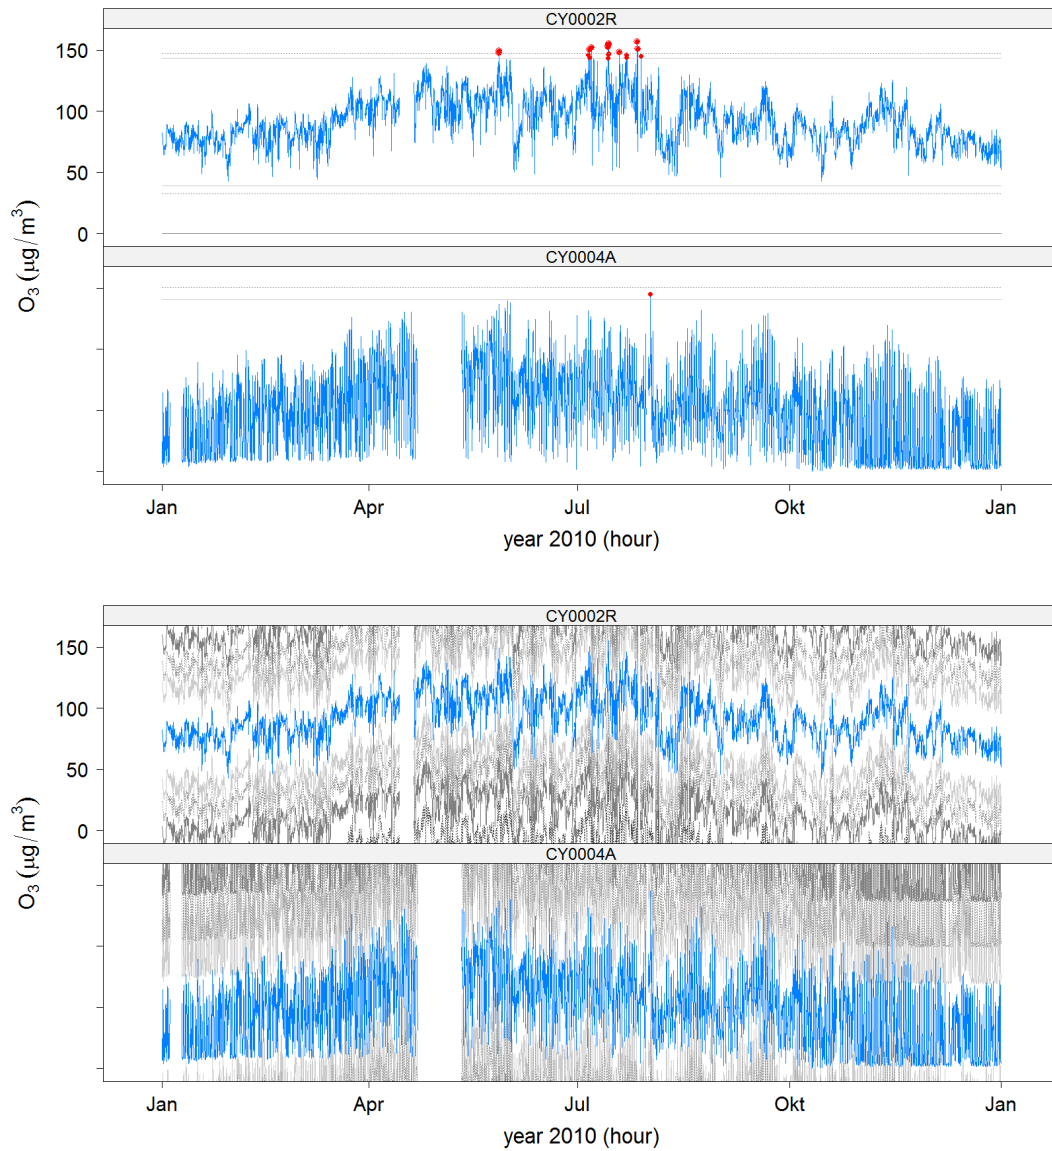 CY0002R
150
100
50
0
O₃ (µg/m³)
CY0004A
Jan Apr Jul Okt Jan
year 2010 (hour)
CY0002R
150
100
50
0
O₃ (µg/m³)
CY0004A
Jan Apr Jul Okt Jan
year 2010 (hour)